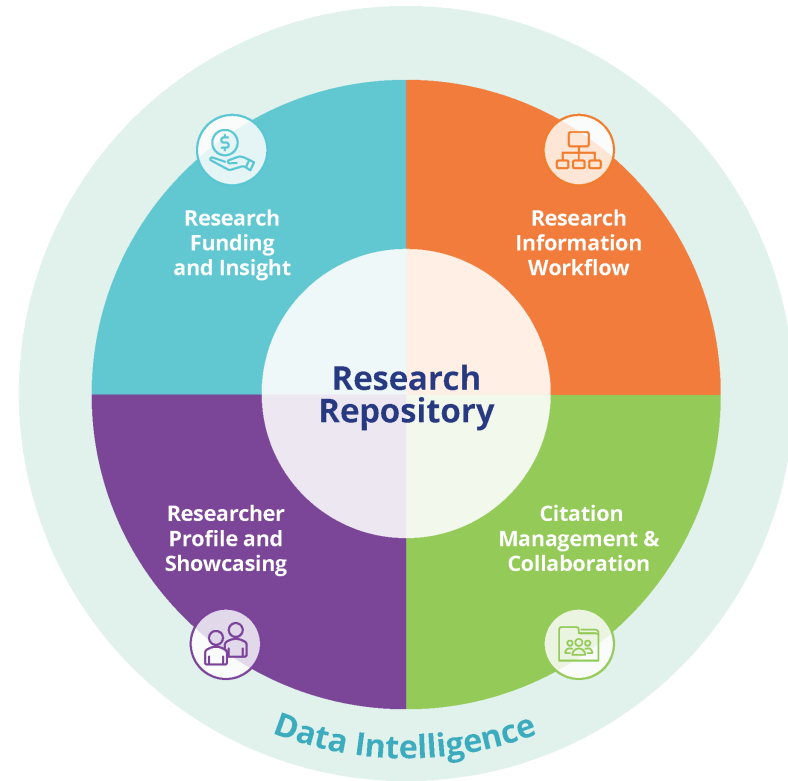 $
Research
Funding
and Insight
Research
Information
Workflow
Research
Repository
Researcher
Profile and
Showcasing
Citation
Management &
Collaboration
Data Intelligence